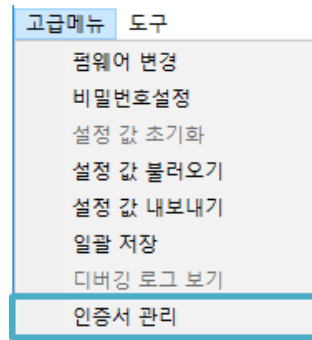 고급메뉴 도구
펌웨어 변경
비밀번호설정
설정 값 초기화
설정 값 불러오기
설정 값 내보내기
일괄 저장
디버깅 로그 보기
인증서 관리